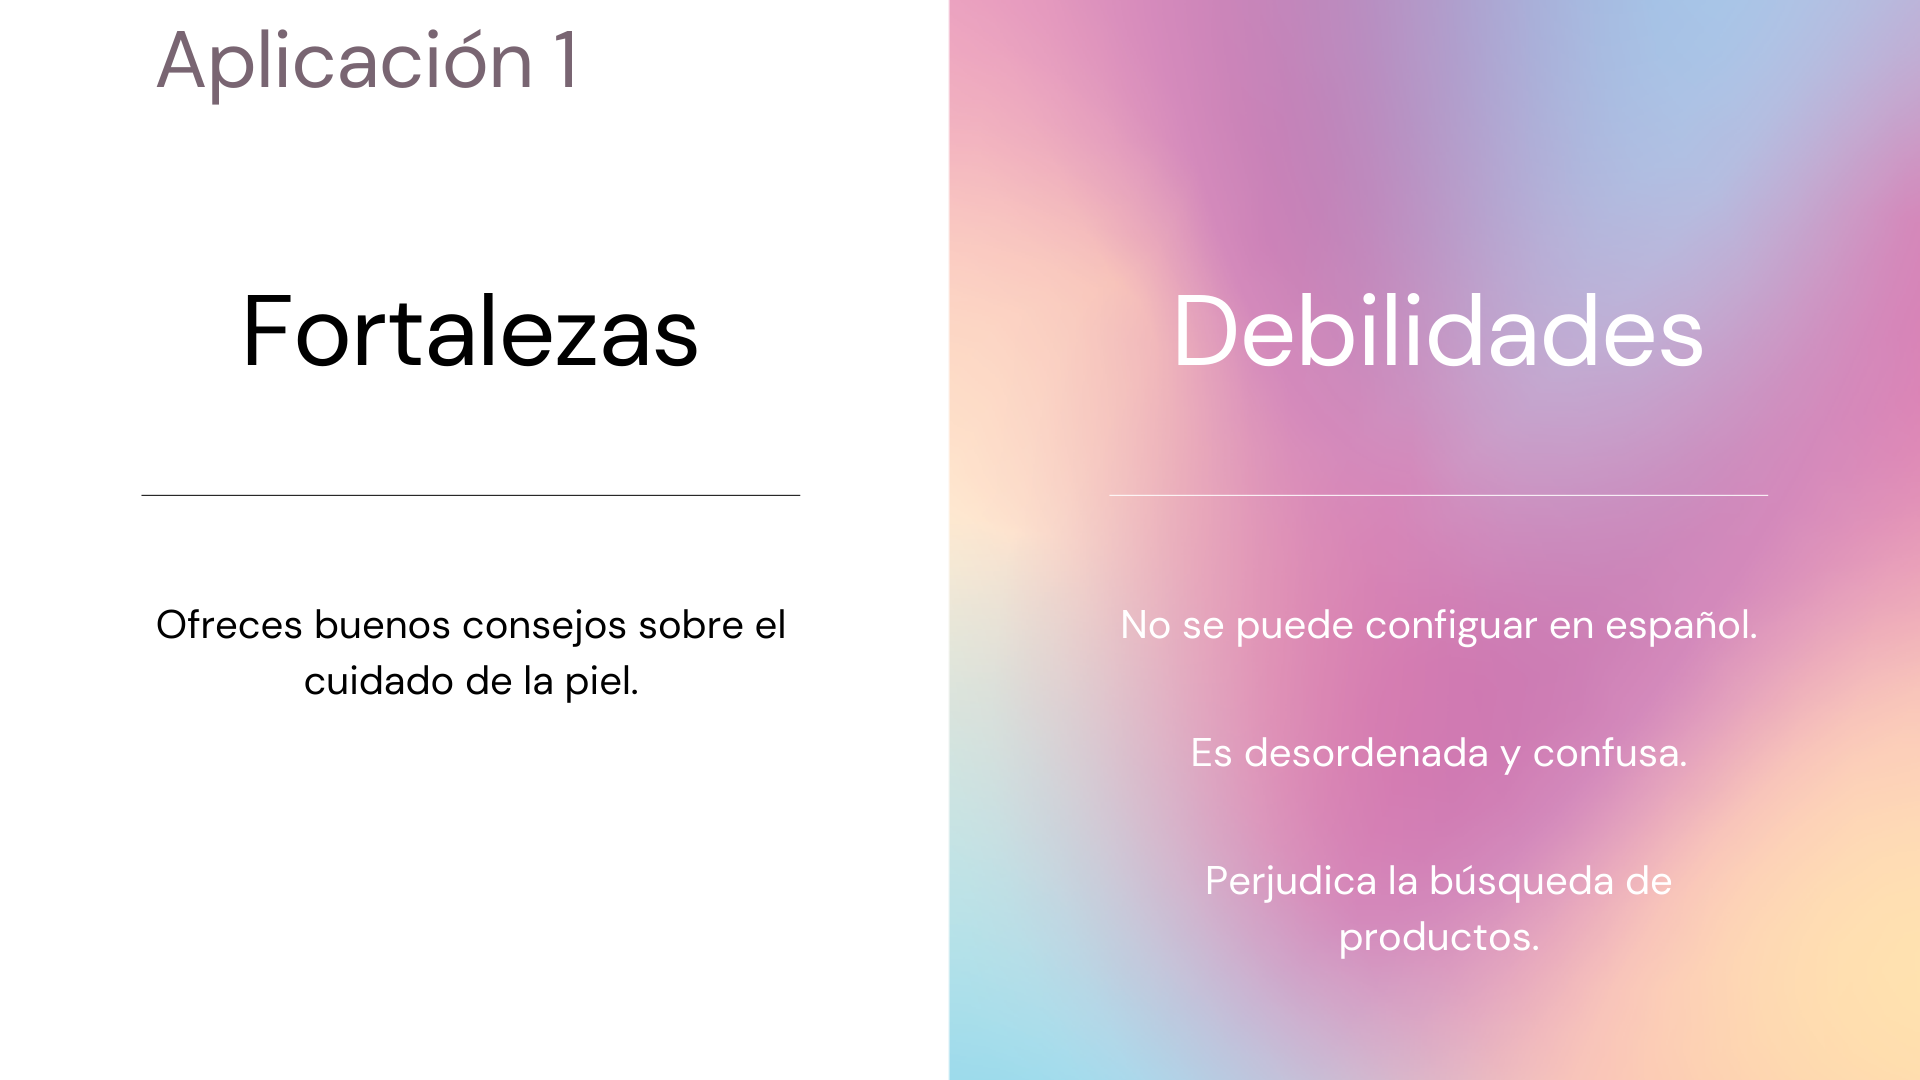 Aplicación 1
Fortalezas
Ofreces buenos consejos sobre el
cuidado de la piel.
Debilidades
No se puede configuar en español.
Es desordenada y confusa.
Perjudica la búsqueda de
productos.